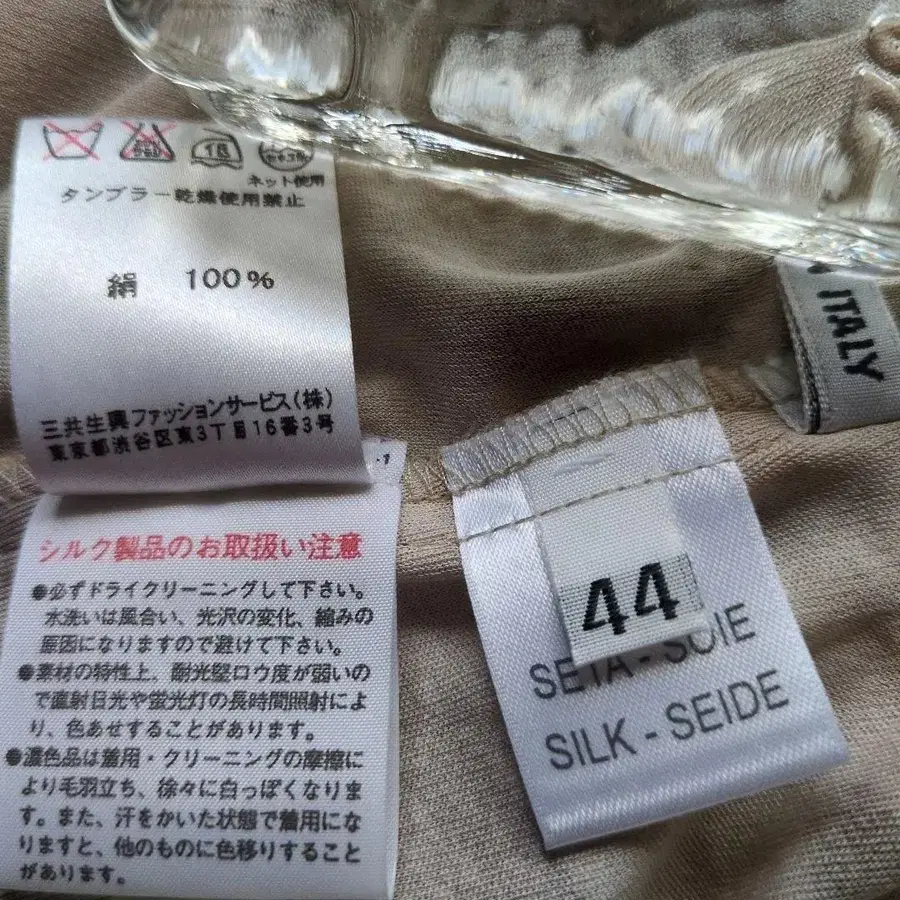 ネット使用
タンブラー乾燥使用禁止
絹 100%
三共生興ファッションサービス(株)
東京都渋谷区東3丁目16番3号
シルク製品のお取扱い注意
●必ずドライクリーニングして下さい。
水洗いは風合い、光沢の変化、縮みの
原因になりますので避けて下さい。
●素材の特性上、耐光堅ロウ度が弱いの
で直射日光や蛍光灯の長時間照射によ
り、色あせすることがあります。
●濃色品は着用・クリーニングの摩擦に
より毛羽立ち、徐々に白っぽくなりま
す。また、汗をかいた状態で着用にな
りますと、他のものに色移りすること
があります。
ITALY
44
SETA - SOIE
SILK - SEIDE